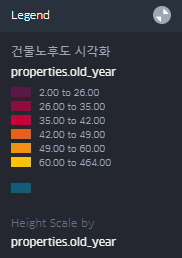 Legend
건물노후도 시각화
properties.old_year
2.00 to 26.00
26.00 to 35.00
35.00 to 42.00
42.00 to 49.00
49.00 to 60.00
60.00 to 464.00
Height Scale by
properties.old_year